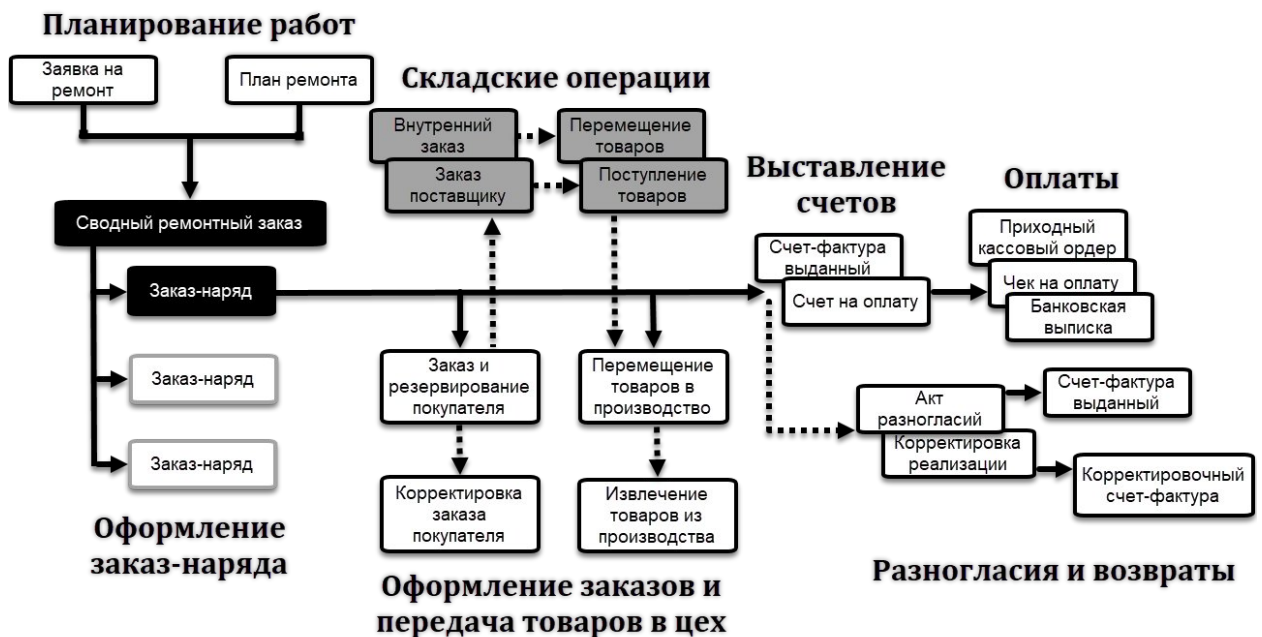 Планирование работ
Заявка на
ремонт
План ремонта
Сводный ремонтный заказ
Заказ-наряд
Заказ-наряд
Заказ-наряд
Оформление
заказ-наряда
Складские операции
Внутренний
заказ
Перемещение
товаров
Заказ
поставщику
Поступление
товаров
Заказ и
резервирование
покупателя
Перемещение
товаров в
производство
Корректировка
заказа
покупателя
Извлечение
товаров из
производства
Оформление заказов и
передача товаров в цех
Выставление
счетов
Счет-фактура
выданный
Счет на оплату
Оплаты
Приходный
кассовый ордер
Чек на оплату
Банковская
выписка
Акт
разногласий
Счет-фактура
выданный
Корректировка
реализации
Корректировочный
счет-фактура
Разногласия и возвраты